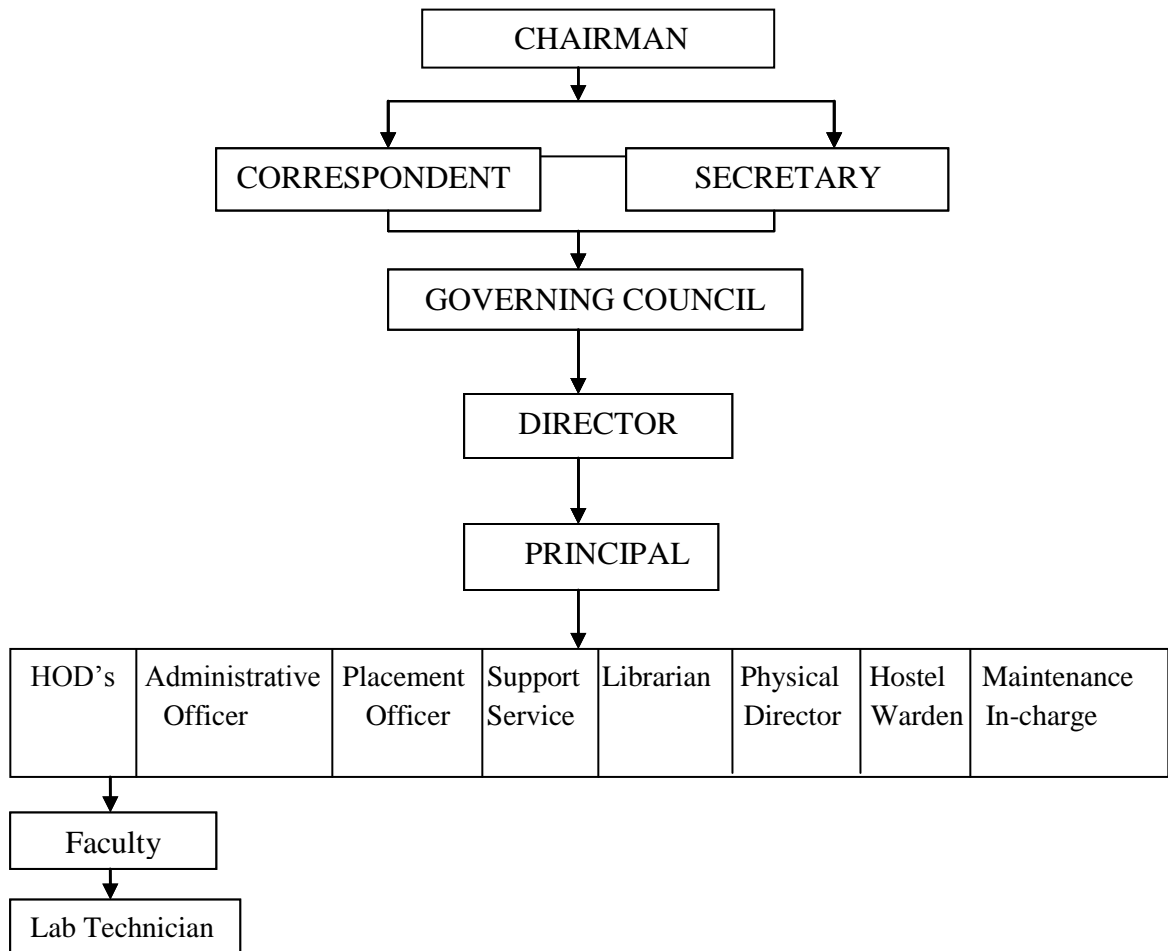 CHAIRMAN
CORRESPONDENT
SECRETARY
GOVERNING COUNCIL
DIRECTOR
PRINCIPAL
HOD’s
Administrative
Officer
Placement
Officer
Support
Service
Librarian
Physical
Director
Hostel
Warden
Maintenance
In-charge
Faculty
Lab Technician